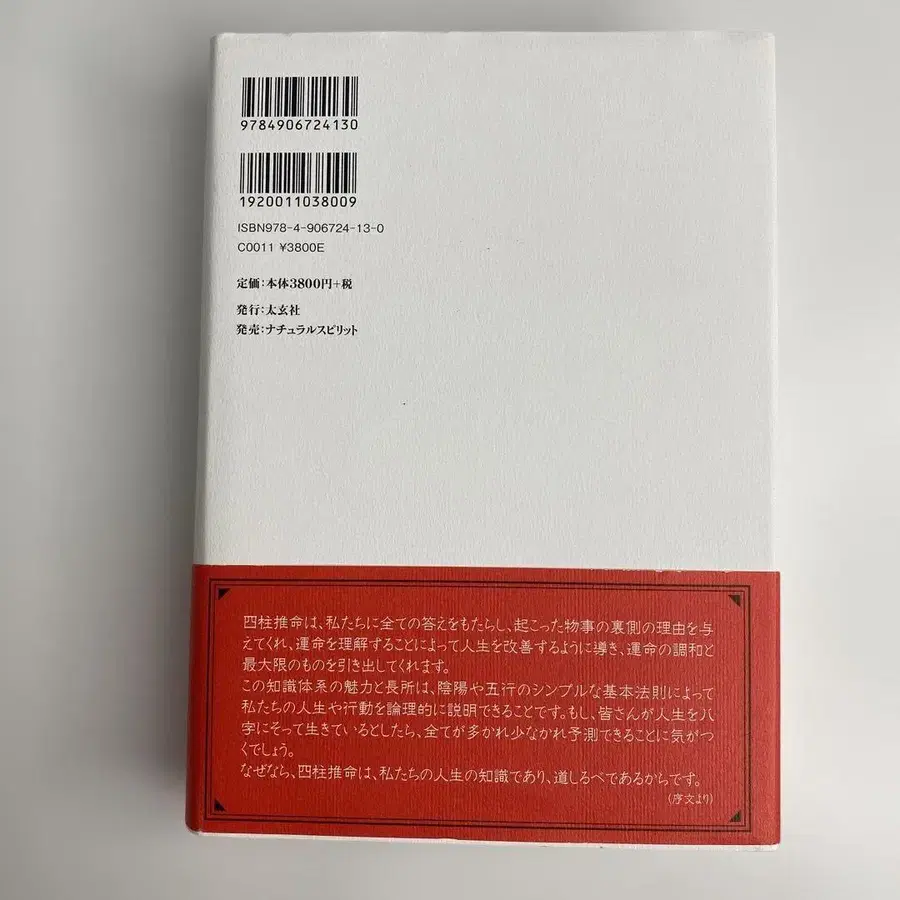 9784906724130
1920011038009
ISBN978-4-906724-13-0
C0011 ¥3800E
定価：本体3800円+税
発行：太玄社
発売：ナチュラルスピリット
四柱推命は、私たちに全ての答えをもたらし、起こった物事の裏側の理由を与
えてくれ、運命を理解することによって人生を改善するように導き、運命の調和と
最大限のものを引き出してくれます。
この知識体系の魅力と長所は、陰陽や五行のシンプルな基本法則によって
私たちの人生や行動を論理的に説明できることです。もし、皆さんが人生を八
字にそって生きているとしたら、全てが多かれ少なかれ予測できることに気がつ
くでしょう。
なぜなら、四柱推命は、私たちの人生の知識であり、道しるべであるからです。
（序文より）